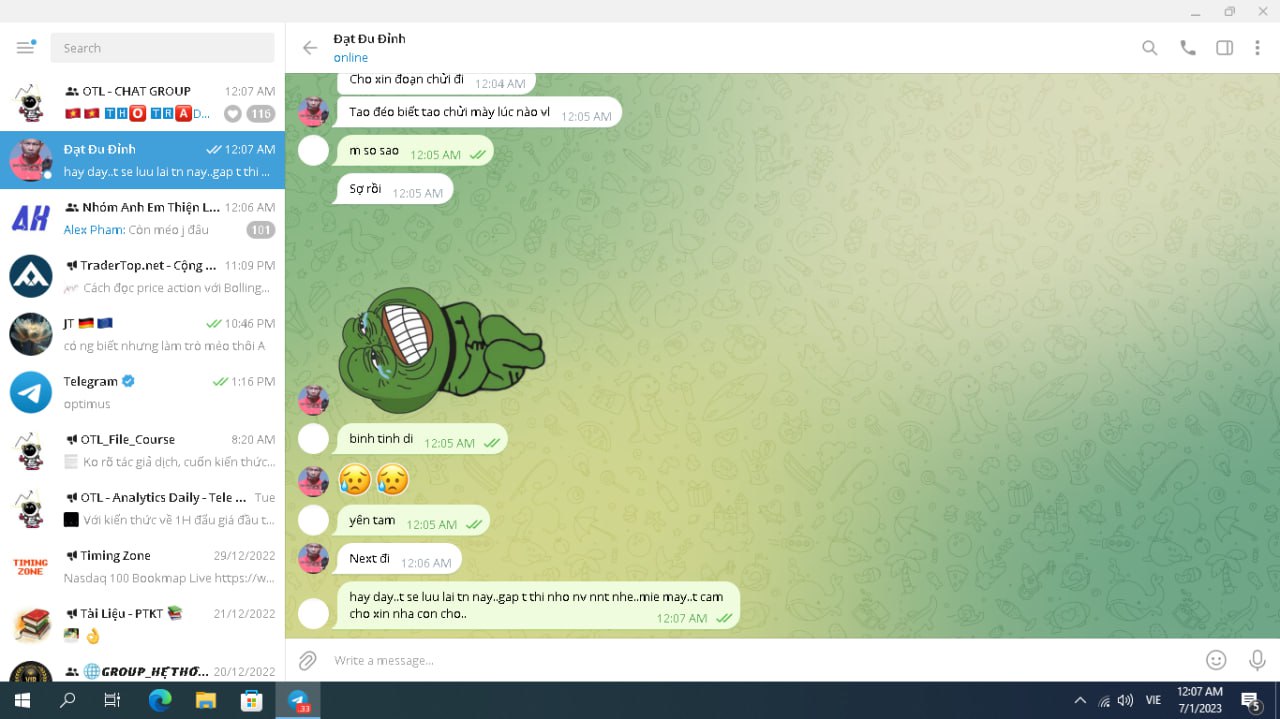 Search
OTL - CHAT GROUP 12:07 AM
🇻🇳 🇻🇳 🆃🅷🅾 🆃🆁🅰D... 116
Đạt Đu Đỉnh 12:07 AM
hay day..t se luu lai tn nay..gap t thi ...
Nhóm Anh Em Thiện L... 12:06 AM
Alex Pham: Còn méo j đâu 101
TraderTop.net - Cộng ... 11:09 PM
Cách đọc price action với Bolling...
JT 🇩🇪 🇪🇺 10:46 PM
có ng biết nhưng làm trò méo thôi A
Telegram 1:16 PM
optimus
OTL_File_Course 8:20 AM
Ko rõ tác giả dịch, cuốn kiến thức...
OTL - Analytics Daily - Tele ... Tue
Với kiến thức về 1H đấu giá đầu t...
TIMING
ZONE
Timing Zone 29/12/2022
Nasdaq 100 Bookmap Live https://w...
Tài Liệu - PTKT 📚 21/12/2022
👌
🌐GROUP_HỆ THỐ... 20/12/2022
VIP
Đạt Đu Đỉnh
online
Cho xin đoạn chửi đi 12:04 AM
Tao đéo biết tao chửi mày lúc nào vl 12:05 AM
m so sao 12:05 AM
Sợ rồi 12:05 AM
binh tinh di 12:05 AM
😥😥
yên tam 12:05 AM
Next đi 12:06 AM
hay day..t se luu lai tn nay..gap t thi nho nv nnt nhe..mie may..t cam
cho xin nha con cho..
12:07 AM
Write a message...
.33
VIE
12:07 AM
7/1/2023
5